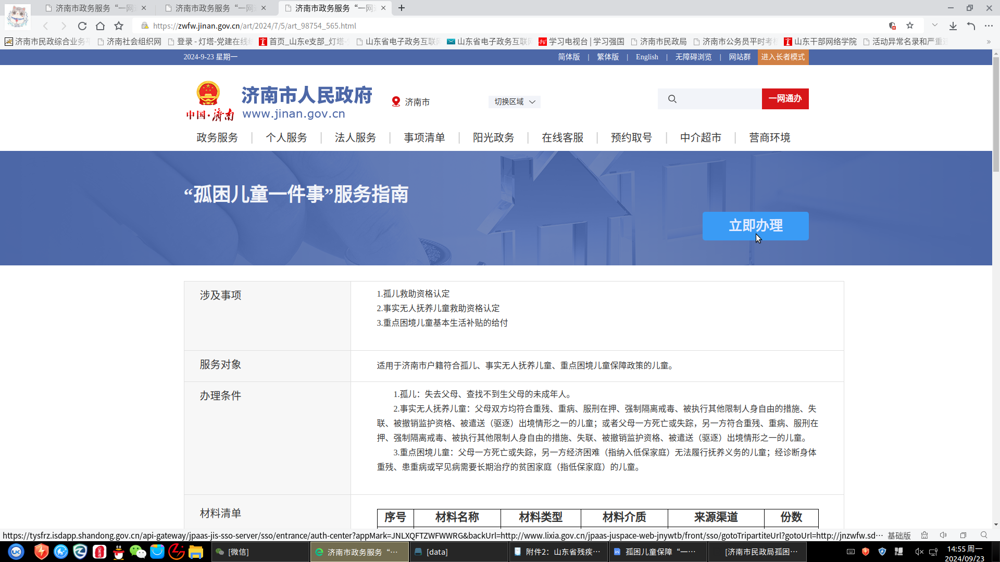 济南市政务服务“一网
济南市政务服务“一网
济南市政务服务“一网
https://zwfw.jinan.gov.cn/art/2024/7/5/art_98754_565.html
济南市民政综合业务平
济南社会组织网
登录 - 灯塔-党建在线
首页_山东e支部_灯塔-
山东省电子政务互联网
山东省电子政务互联网
学习电视台 | 学习强国
济南市民政局
济南市公务员平时考核
山东干部网络学院
活动异常名录和严重违
2024-9-23 星期一
简体版 | 繁体版 | English | 无障碍浏览 | 网站群
进入长者模式
中国·济南
济南市人民政府
www.jinan.gov.cn
济南市
切换区域
一网通办
政务服务 | 个人服务 | 法人服务 | 事项清单 | 阳光政务 | 在线客服 | 预约取号 | 中介超市 | 营商环境
“孤困儿童一件事”服务指南
立即办理
涉及事项
1.孤儿救助资格认定
2.事实无人抚养儿童救助资格认定
3.重点困境儿童基本生活补贴的给付
服务对象
适用于济南市户籍符合孤儿、事实无人抚养儿童、重点困境儿童保障政策的儿童。
办理条件
1.孤儿：失去父母、查找不到生父母的未成年人。
2.事实无人抚养儿童：父母双方均符合重残、重病、服刑在押、强制隔离戒毒、被执行其他限制人身自由的措施、失
联、被撤销监护资格、被遣送（驱逐）出境情形之一的儿童；或者父母一方死亡或失踪，另一方符合重残、重病、服刑在
押、强制隔离戒毒、被执行其他限制人身自由的措施、失联、被撤销监护资格、被遣送（驱逐）出境情形之一的儿童。
3.重点困境儿童：父母一方死亡或失踪，另一方经济困难（指纳入低保家庭）无法履行抚养义务的儿童；经诊断身体
重残、患重病或罕见病需要长期治疗的贫困家庭（指低保家庭）的儿童。
材料清单
序号 材料名称 材料类型 材料介质 来源渠道 份数
https://tysfrz.isdapp.shandong.gov.cn/api-gateway/jpaas-jis-sso-server/sso/entrance/auth-center?appMark=JNLXQFTZWFWWRG&backUrl=http://www.lixia.gov.cn/jpaas-juspace-web-jnywtb/front/sso/gotoTripartiteUrl?gotoUrl=http://jnzwfw.sd···
基础版
[微信]
济南市政务服务“···
[data]
附件2：山东省残疾···
孤困儿童保障“一···
[济南市民政局孤困···
14:55 周一
2024/09/23